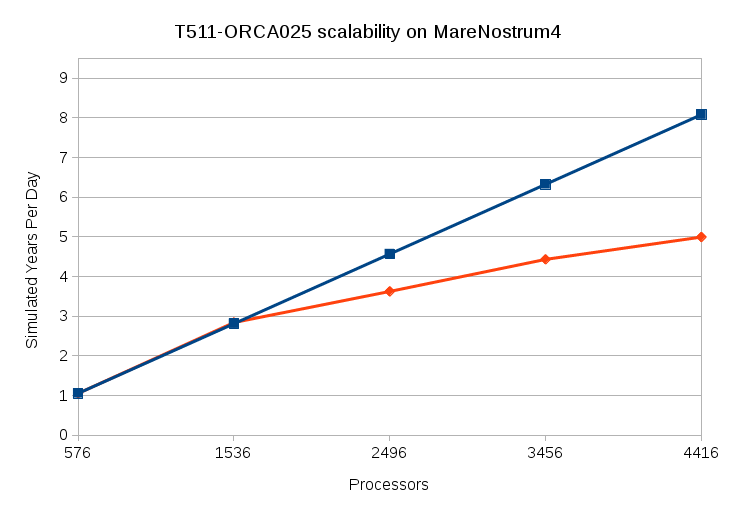 T511-ORCA025 scalability on MareNostrum4
9
8
7
6
5
4
3
2
1
0
Simulated Years Per Day
576 1536 2496 3456 4416
Processors